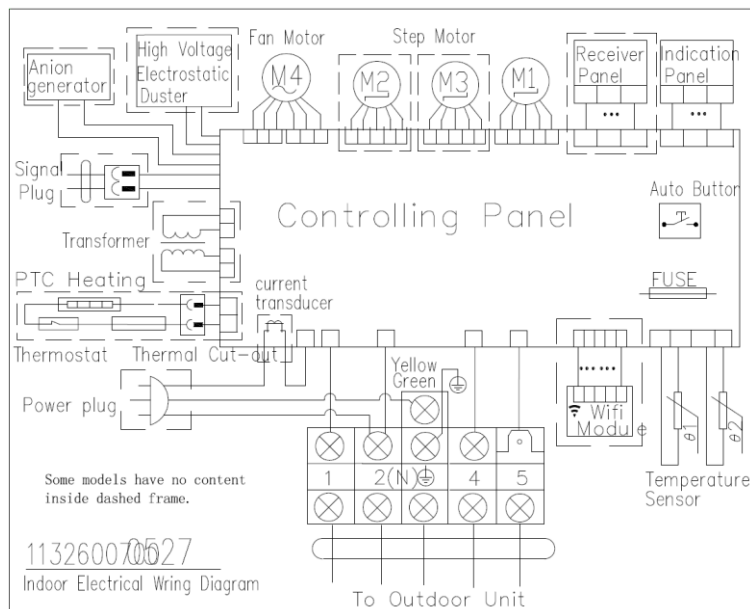 Anion
generator
High Voltage
Electrostatic
Duster
Fan Motor
Step Motor
M4
M2
M3
M1
Receiver
Panel
Indication
Panel
Signal
Plug
Controlling Panel
Auto Button
Transformer
FUSE
PTC Heating
current
transducer
Thermostat
Thermal Cut-out
Yellow
Green
Power plug
Wifi
Module
θ1
θ2
Temperature
Sensor
1
2(N)
4
5
Some models have no content
inside dashed frame.
Indoor Electrical Wring Diagram
To Outdoor Unit